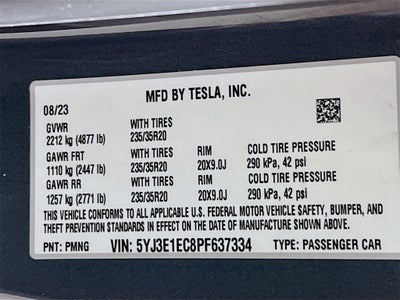 MFD BY TESLA, INC.
08/23
GVWR WITH TIRES
2212 kg (4877 lb) 235/35R20
GAWR FRT WITH TIRES RIM COLD TIRE PRESSURE
1110 kg (2447 lb) 235/35R20 20X9.0J 290 kPa, 42 psi
GAWR RR WITH TIRES RIM COLD TIRE PRESSURE
1257 kg (2771 lb) 235/35R20 20X9.0J 290 kPa, 42 psi
THIS VEHICLE CONFORMS TO ALL APPLICABLE U.S. FEDERAL MOTOR VEHICLE SAFETY, BUMPER, AND
THEFT PREVENTION STANDARDS IN EFFECT ON THE DATE OF MANUFACTURE SHOWN ABOVE.
PNT: PMNG VIN: 5YJ3E1EC8PF637334 TYPE: PASSENGER CAR